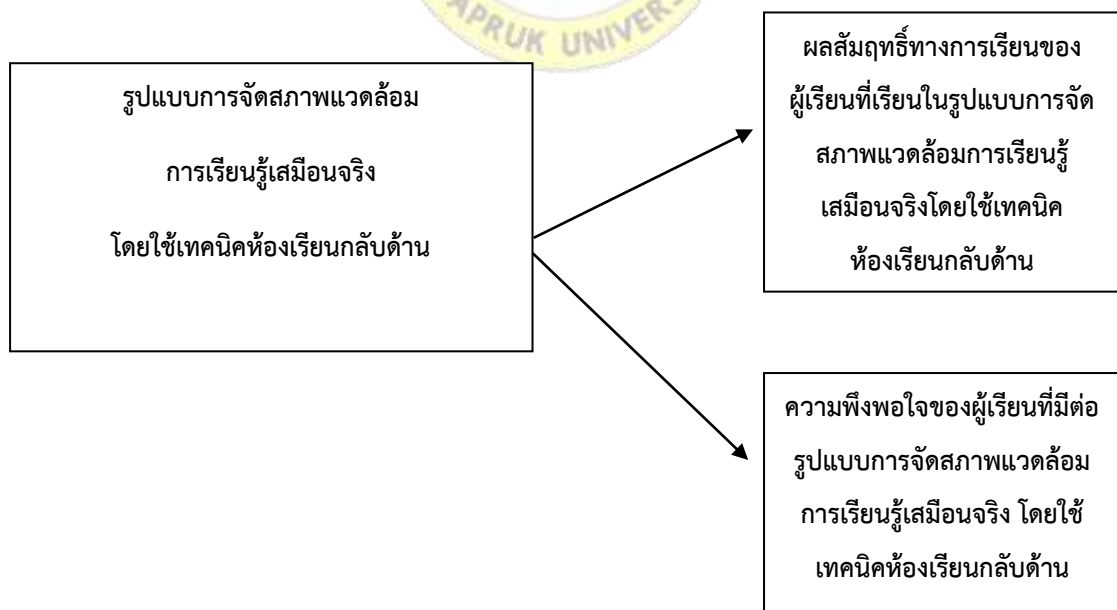 APRUK UNIVERS
รูปแบบการจัดสภาพแวดล้อม
การเรียนรู้เสมือนจริง
โดยใช้เทคนิคห้องเรียนกลับด้าน
ผลสัมฤทธิ์ทางการเรียนของ
ผู้เรียนที่เรียนในรูปแบบการจัด
สภาพแวดล้อมการเรียนรู้
เสมือนจริงโดยใช้เทคนิค
ห้องเรียนกลับด้าน
ความพึงพอใจของผู้เรียนที่มีต่อ
รูปแบบการจัดสภาพแวดล้อม
การเรียนรู้เสมือนจริง โดยใช้
เทคนิคห้องเรียนกลับด้าน